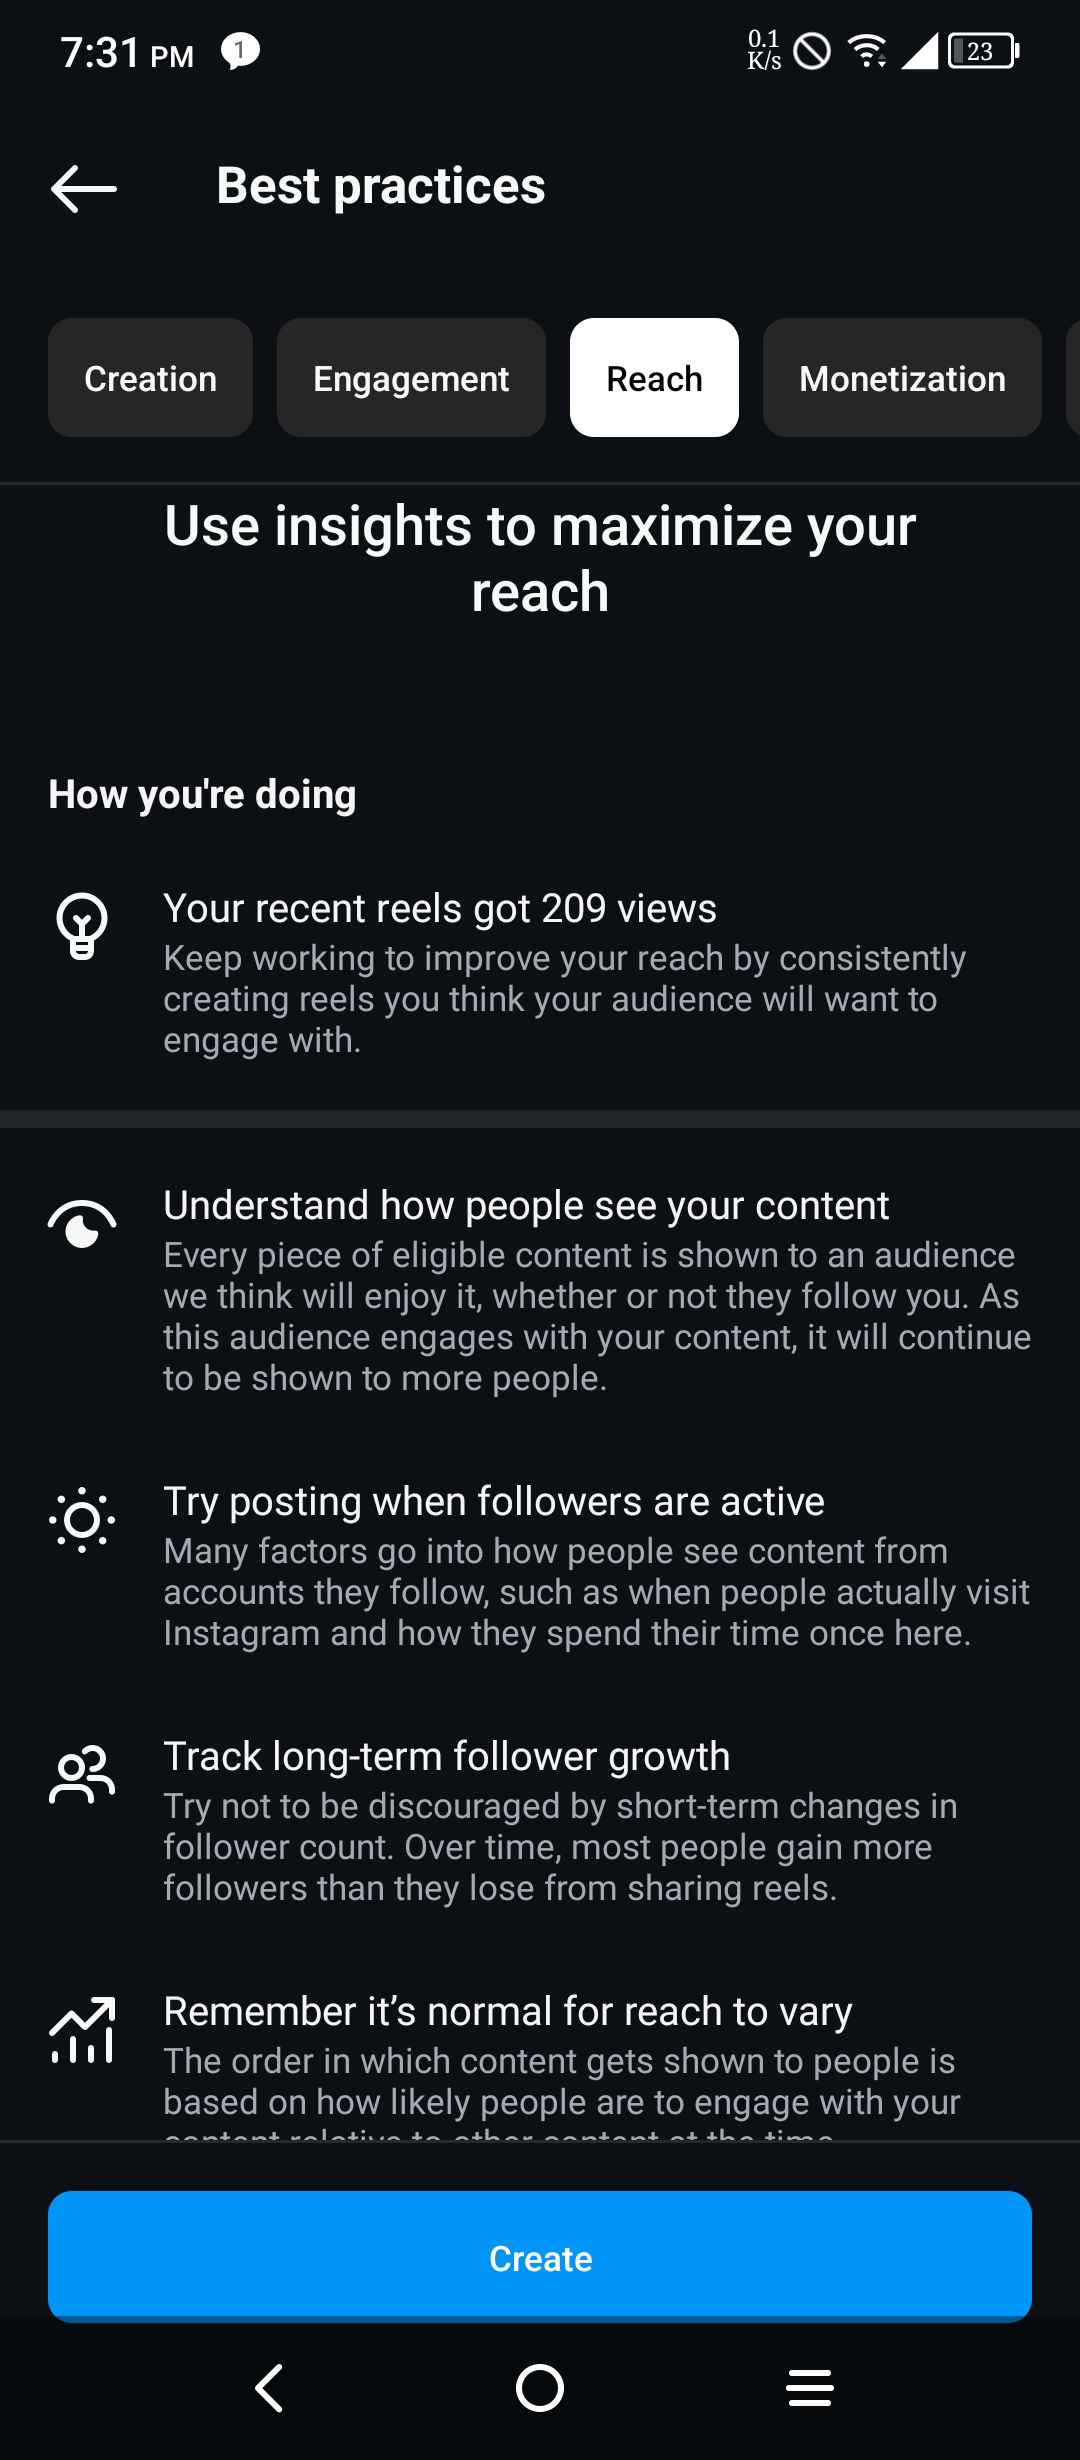 7:31 PM 1 0.1 K/s 23
Best practices
Creation Engagement Reach Monetization
Use insights to maximize your
reach
How you're doing
Your recent reels got 209 views
Keep working to improve your reach by consistently
creating reels you think your audience will want to
engage with.
Understand how people see your content
Every piece of eligible content is shown to an audience
we think will enjoy it, whether or not they follow you. As
this audience engages with your content, it will continue
to be shown to more people.
Try posting when followers are active
Many factors go into how people see content from
accounts they follow, such as when people actually visit
Instagram and how they spend their time once here.
Track long-term follower growth
Try not to be discouraged by short-term changes in
follower count. Over time, most people gain more
followers than they lose from sharing reels.
Remember it’s normal for reach to vary
The order in which content gets shown to people is
based on how likely people are to engage with your
content relative to other content at the time.
Create